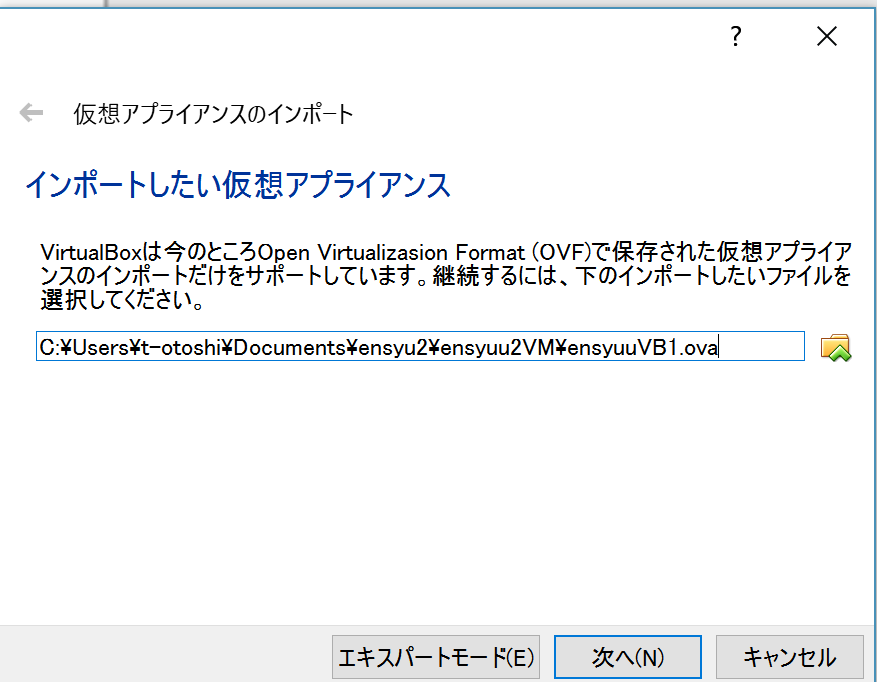 ?
仮想アプライアンスのインポート
インポートしたい仮想アプライアンス
VirtualBoxは今のところOpen Virtualizasion Format (OVF)で保存された仮想アプライア
ンスのインポートだけをサポートしています。継続するには、下のインポートしたいファイルを
選択してください。
C:¥Users¥t-otoshi¥Documents¥ensyu2¥ensyuu2VM¥ensyuuVB1.ova
エキスパートモード(E) 次へ(N) キャンセル